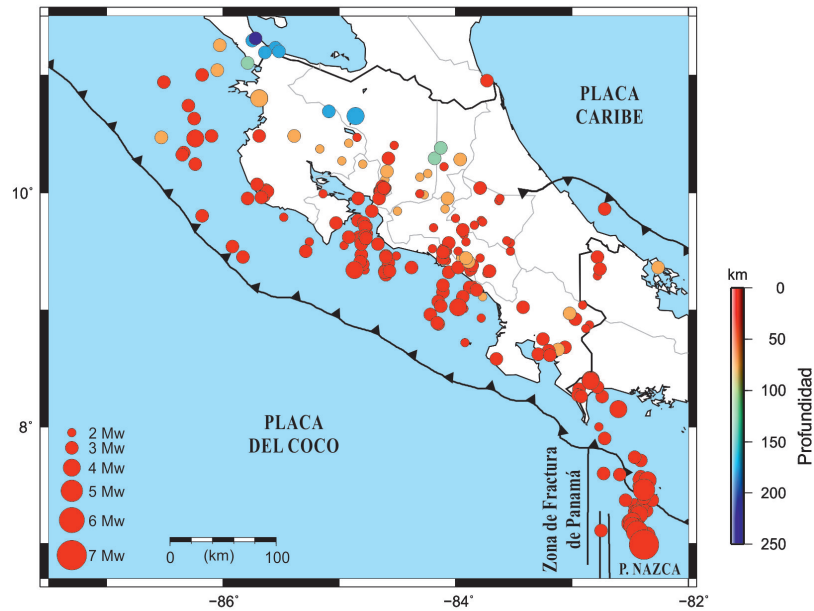 PLACA
CARIBE
10°
8°
PLACA
DEL COCO
2 Mw
3 Mw
4 Mw
5 Mw
6 Mw
7 Mw
0 (km) 100
Zona de Fractura
de Panamá
P. NAZCA
km
0
50
100
150
200
250
Profundidad
−86° −84° −82°